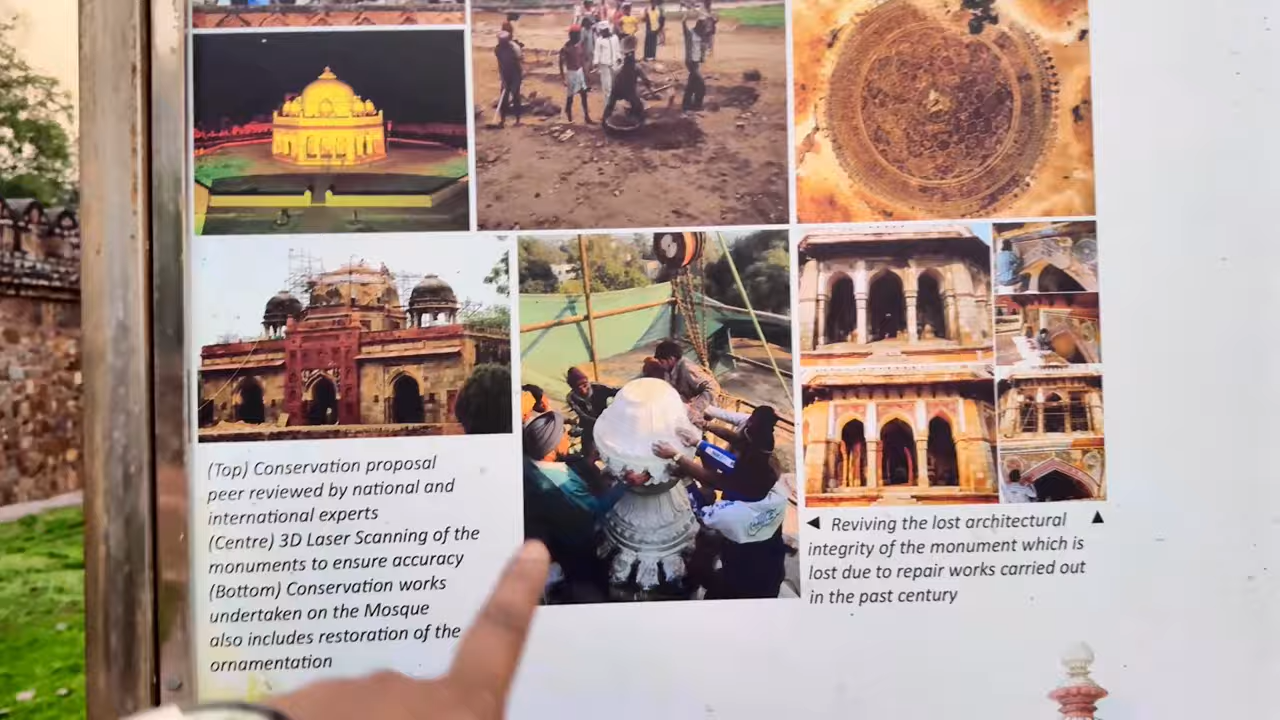 (Top) Conservation proposal
peer reviewed by national and
international experts
(Centre) 3D Laser Scanning of the
monuments to ensure accuracy
(Bottom) Conservation works
undertaken on the Mosque
also includes restoration of the
ornamentation
◀ Reviving the lost architectural ▲
integrity of the monument which is
lost due to repair works carried out
in the past century